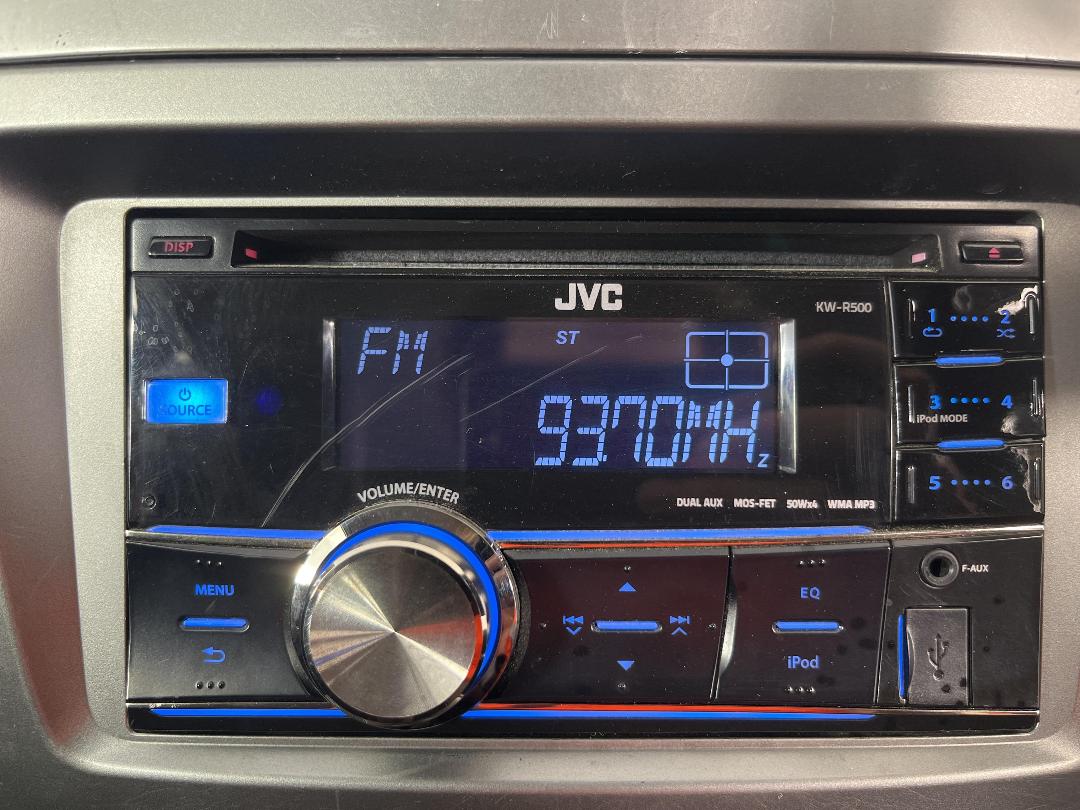 DISP
JVC
KW-R500
FM
ST
93.70MHz
SOURCE
1 2
3 4
iPod MODE
5 6
VOLUME/ENTER
DUAL AUX MOS-FET 50Wx4 WMA MP3
MENU
EQ
iPod
F-AUX